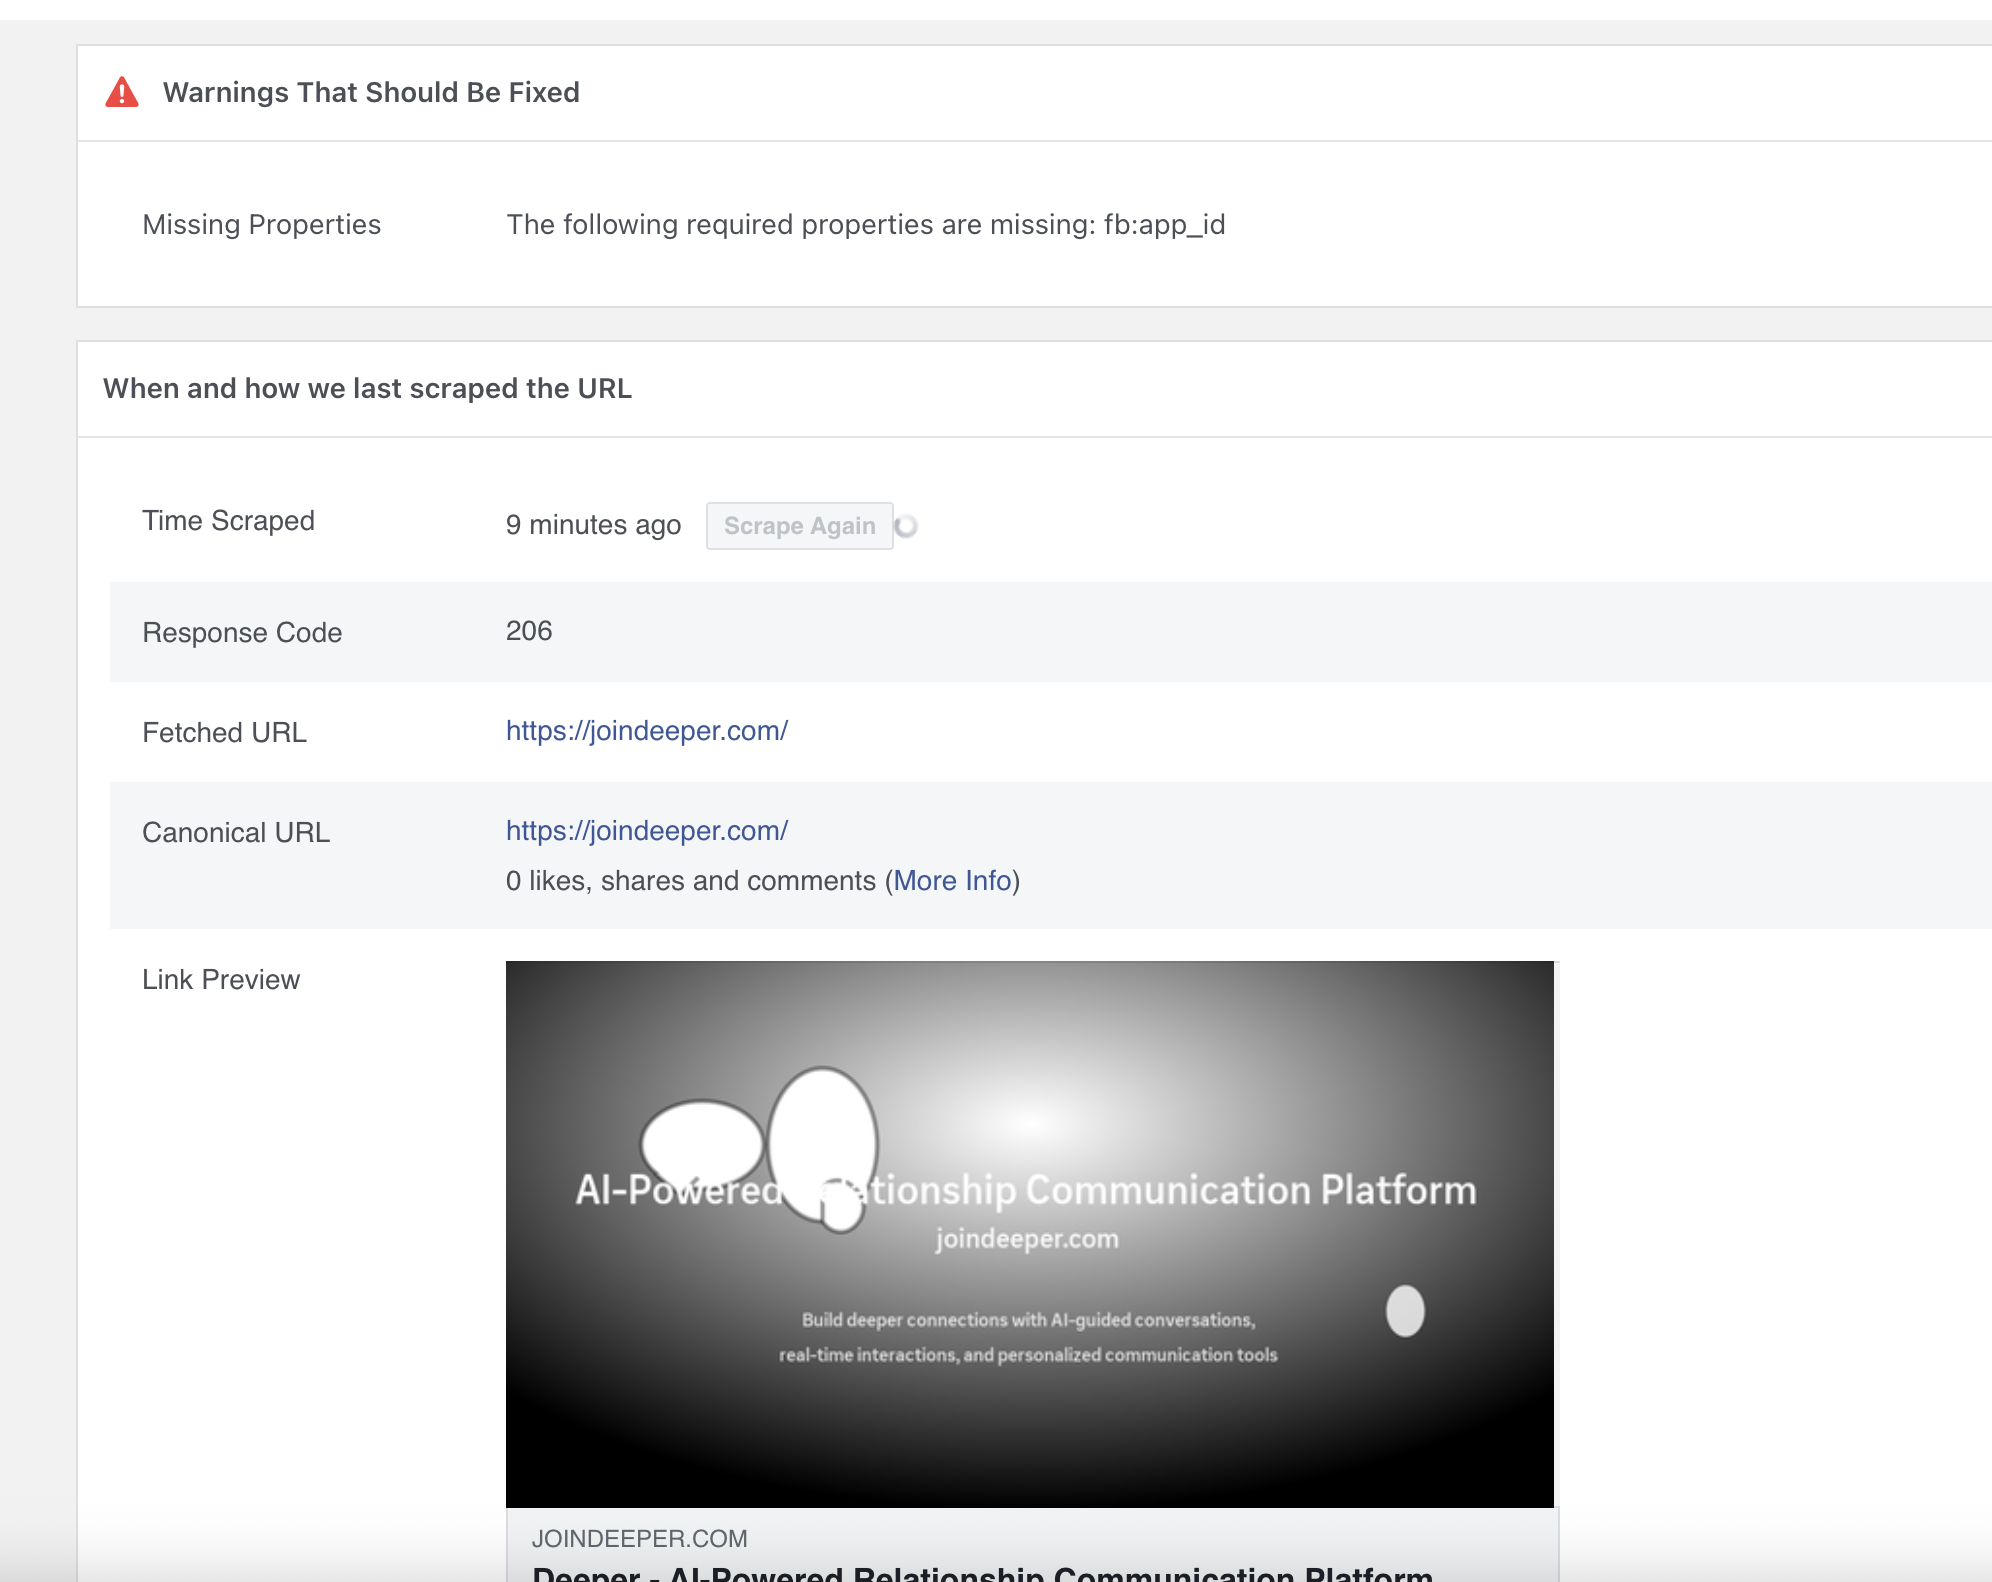 Warnings That Should Be Fixed
Missing Properties
The following required properties are missing: fb:app_id
When and how we last scraped the URL
Time Scraped
9 minutes ago
Scrape Again
Response Code
206
Fetched URL
https://joindeeper.com/
Canonical URL
https://joindeeper.com/
0 likes, shares and comments (More Info)
Link Preview
AI-Powered Relationship Communication Platform
joindeeper.com
Build deeper connections with AI-guided conversations,
real-time interactions, and personalized communication tools
JOINDEEPER.COM
Deeper - AI-Powered Relationship Communication Platform